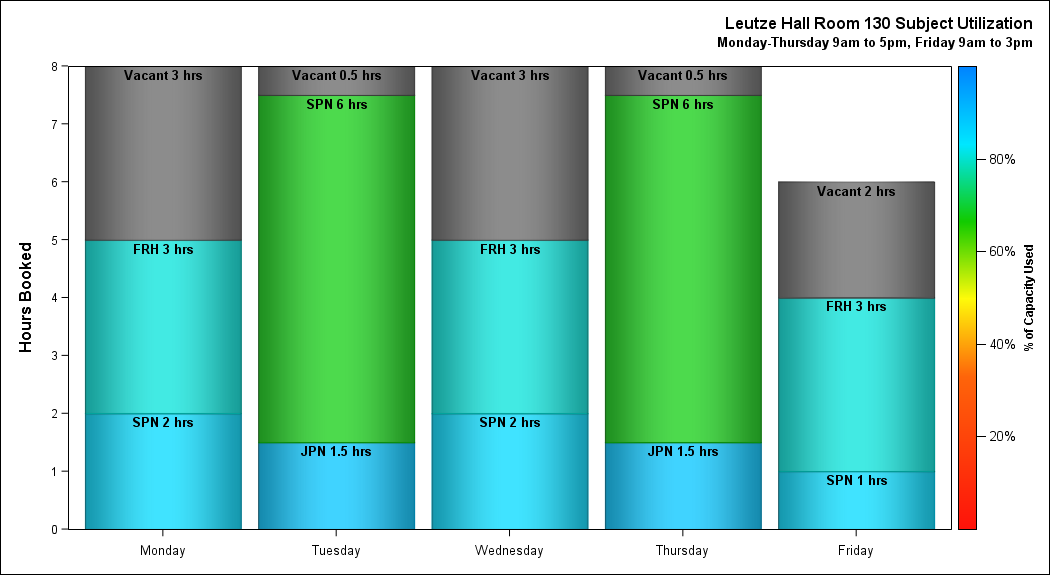 Leutze Hall Room 130 Subject Utilization
Monday-Thursday 9am to 5pm, Friday 9am to 3pm
Hours Booked
8
7
6
5
4
3
2
1
0
Vacant 3 hrs
FRH 3 hrs
SPN 2 hrs
Monday
Vacant 0.5 hrs
SPN 6 hrs
JPN 1.5 hrs
Tuesday
Vacant 3 hrs
FRH 3 hrs
SPN 2 hrs
Wednesday
Vacant 0.5 hrs
SPN 6 hrs
JPN 1.5 hrs
Thursday
Vacant 2 hrs
FRH 3 hrs
SPN 1 hrs
Friday
80%
60%
40%
20%
% of Capacity Used